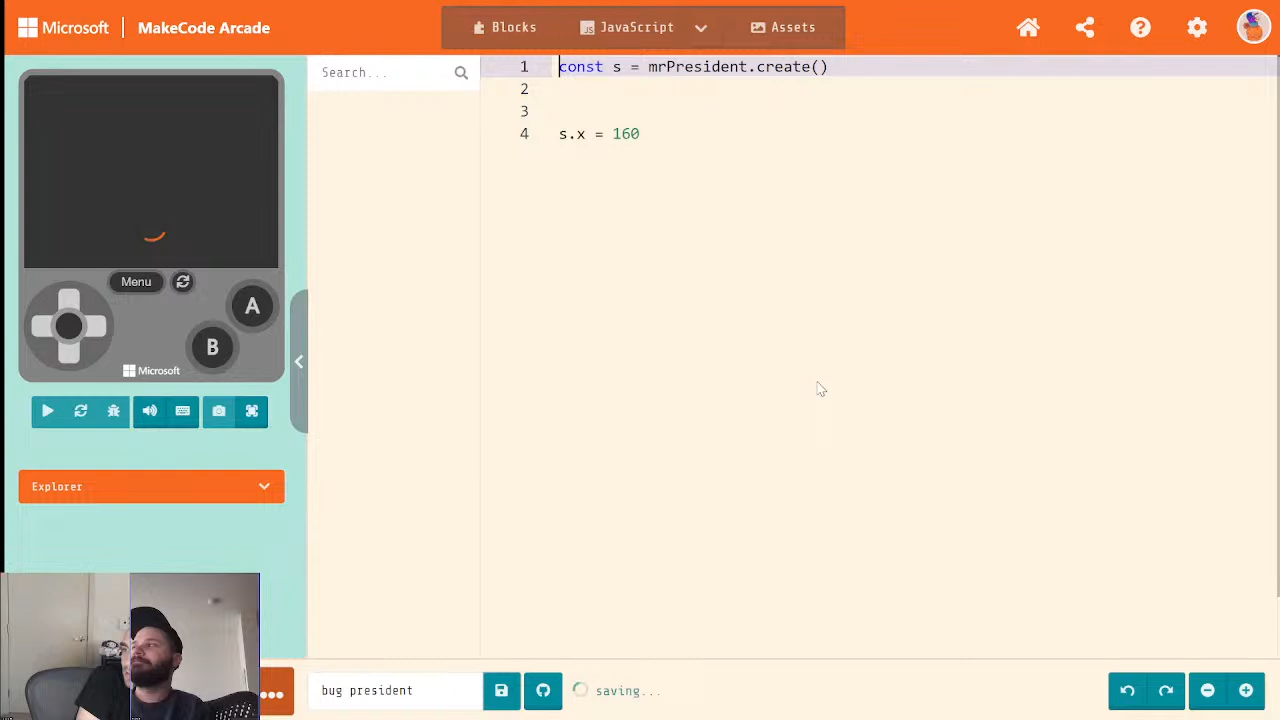 Microsoft MakeCode Arcade Blocks JS JavaScript Assets
Search...
1 const s = mrPresident.create()
2
3
4 s.x = 160
Menu
A
B
Microsoft
Explorer
bug president saving...